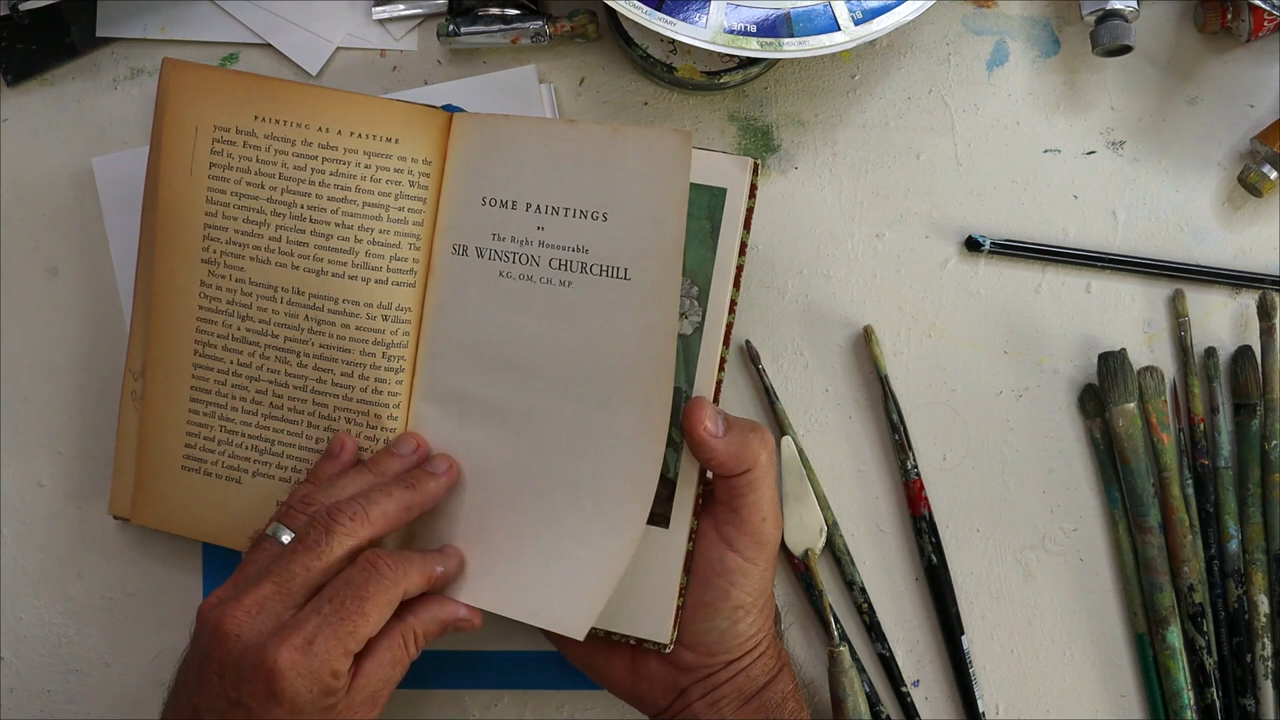 PAINTING AS A PASTIME
your brush, selecting the tubes you squeeze on to the
palette. Even if you cannot portray it as you see it, you
feel it, you know it, and you admire it for ever. When
people rush about Europe in the train from one glittering
centre of work or pleasure to another, passing—at enor-
mous expense—through a series of mammoth hotels and
blatant carnivals, they little know what they are missing,
and how cheaply priceless things can be obtained. The
painter wanders and loiters contentedly from place to
place, always on the look out for some brilliant butterfly
of a picture which can be caught and set up and carried
safely home.
Now I am learning to like painting even on dull days.
But in my hot youth I demanded sunshine. Sir William
Orpen advised me to visit Avignon on account of its
wonderful light, and certainly there is no more delightful
centre for a would-be painter's activities: then Egypt,
fierce and brilliant, presenting in infinite variety the single
triplex theme of the Nile, the desert, and the sun; or
Palestine, a land of rare beauty—the beauty of the tur-
quoise and the opal—which well deserves the attention of
some real artist, and has never been portrayed to the
extent that is its due. And what of India? Who has ever
interpreted its lurid splendours? But after all if only the
sun will shine, one does not need to go one's
country. There is nothing more intense
steel and gold of a Highland stream;
and close of almost every day the
citizens of London glories and
travel far to rival.
SOME PAINTINGS
BY
The Right Honourable
SIR WINSTON CHURCHILL
K.G., O.M., C.H., M.P.
COMPLEMENTARY
BLUE
COMPLEMENTARY